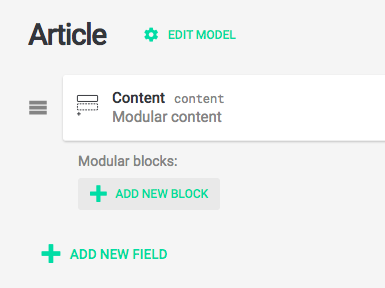 Article EDIT MODEL
Content content
Modular content
Modular blocks:
ADD NEW BLOCK
ADD NEW FIELD